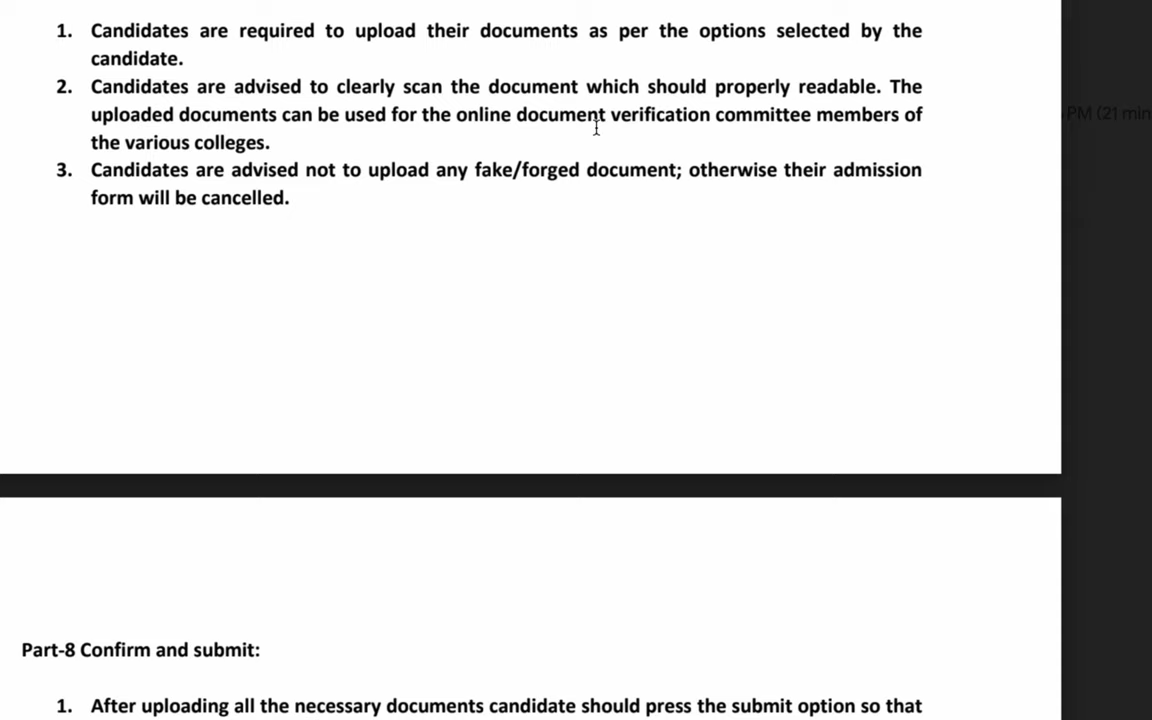 1. Candidates are required to upload their documents as per the options selected by the
candidate.
2. Candidates are advised to clearly scan the document which should properly readable. The
uploaded documents can be used for the online document verification committee members of
the various colleges.
3. Candidates are advised not to upload any fake/forged document; otherwise their admission
form will be cancelled.
PM (21 min
Part-8 Confirm and submit:
1. After uploading all the necessary documents candidate should press the submit option so that